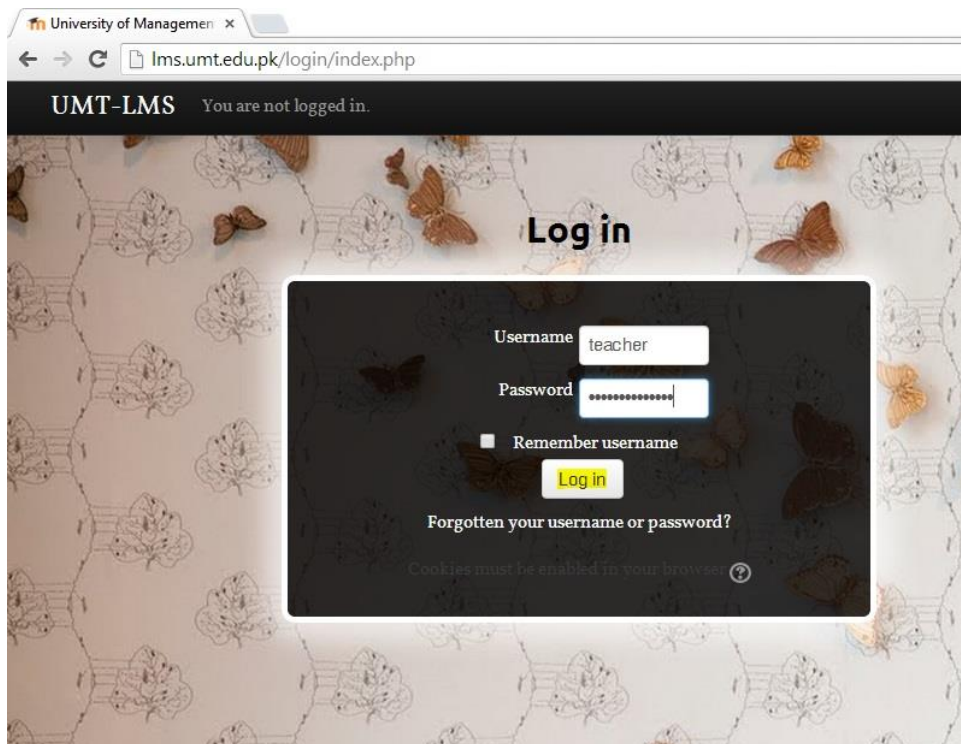 University of Managemen
lms.umt.edu.pk/login/index.php
UMT-LMS You are not logged in.
Log in
Username teacher
Password ••••••••••••••
Remember username
Log in
Forgotten your username or password?
Cookies must be enabled in your browser